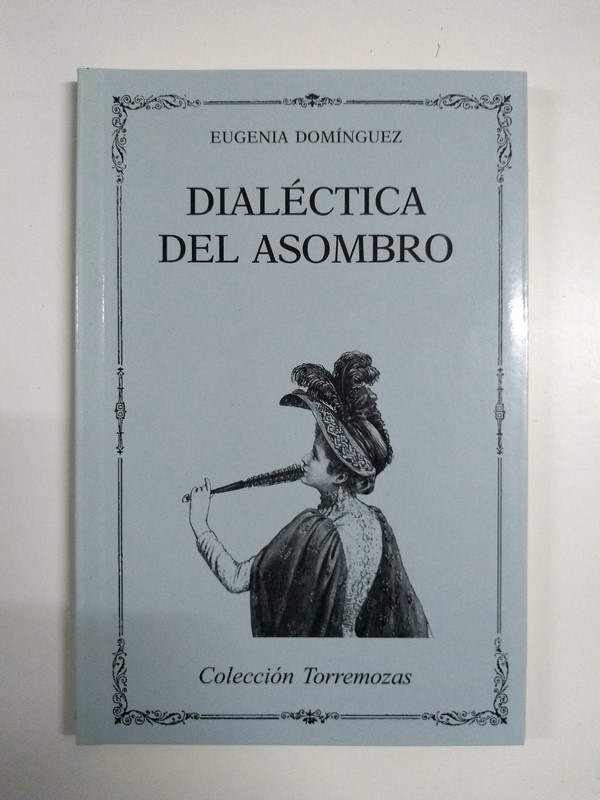 EUGENIA DOMÍNGUEZ
DIALÉCTICA
DEL ASOMBRO
Colección Torremozas